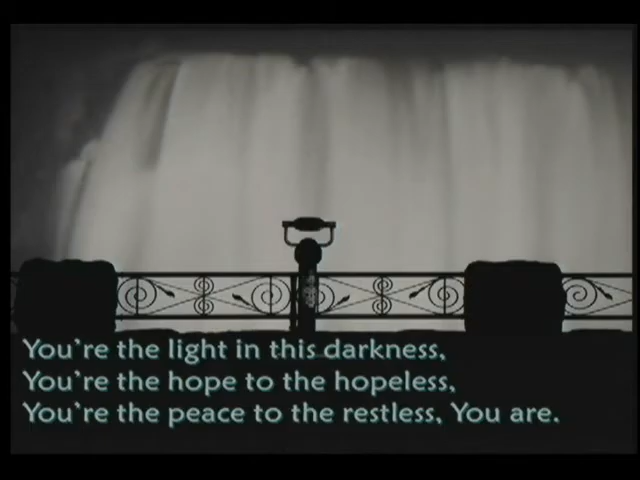 You're the light in this darkness,
You're the hope to the hopeless,
You're the peace to the restless, You are.